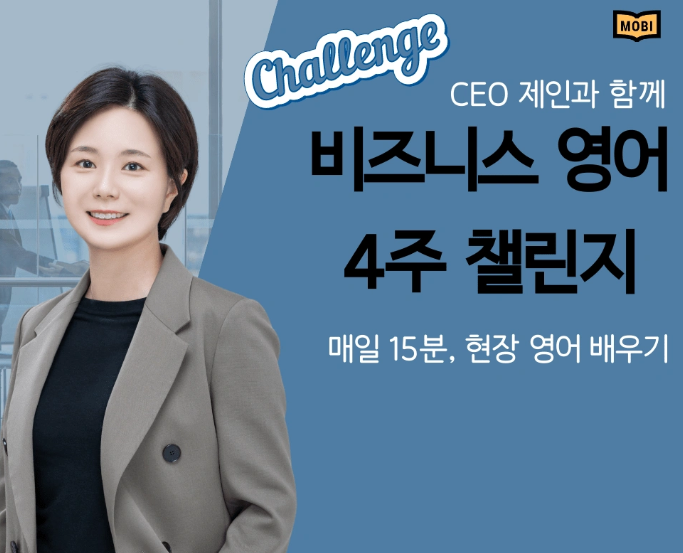 Challenge
MOBI
CEO 제인과 함께
비즈니스 영어
4주 챌린지
매일 15분, 현장 영어 배우기